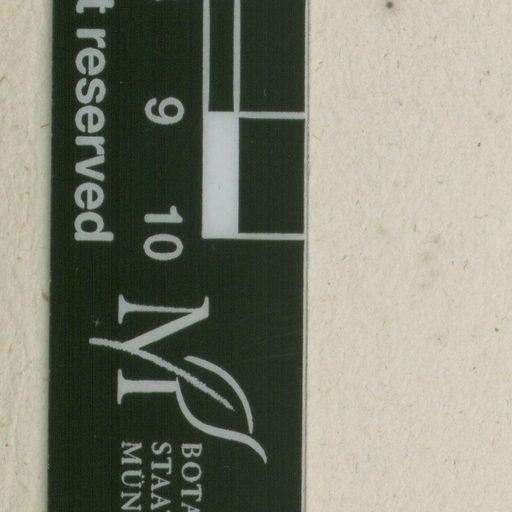 t reserved
9 10
M
BOTA
STAA
MÜN